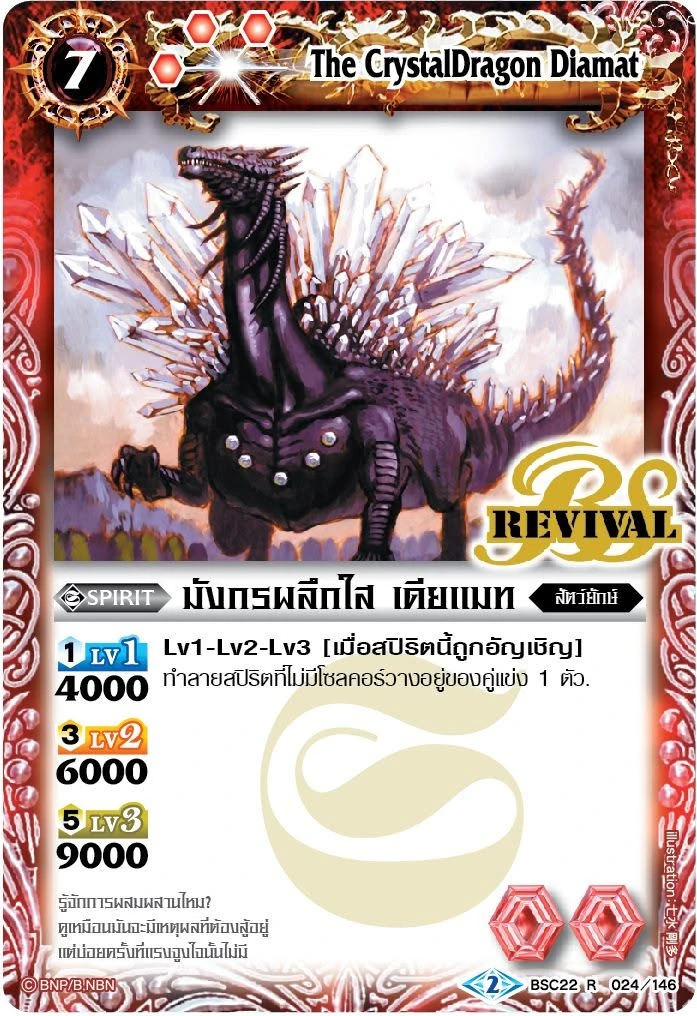 7
The CrystalDragon Diamat
BS
REVIVAL
SPIRIT มังกรผลึกใส เดียแมท สัตว์ยักษ์
1 LV1
4000
3 LV2
6000
5 LV3
9000
Lv1-Lv2-Lv3 [เมื่อสปิริตนี้ถูกอัญเชิญ]
ทำลายสปิริตที่ไม่มีโซลคอร์วางอยู่ของคู่แข่ง 1 ตัว.
รู้จักการผสมผสานไหม?
ดูเหมือนมันจะมีเหตุผลที่ต้องสู้อยู่
แต่บ่อยครั้งที่แรงจูงใจนั้นไม่มี
illustration : 七水 剛多
©BNP/B,NBN
2 BSC22 R 024/146